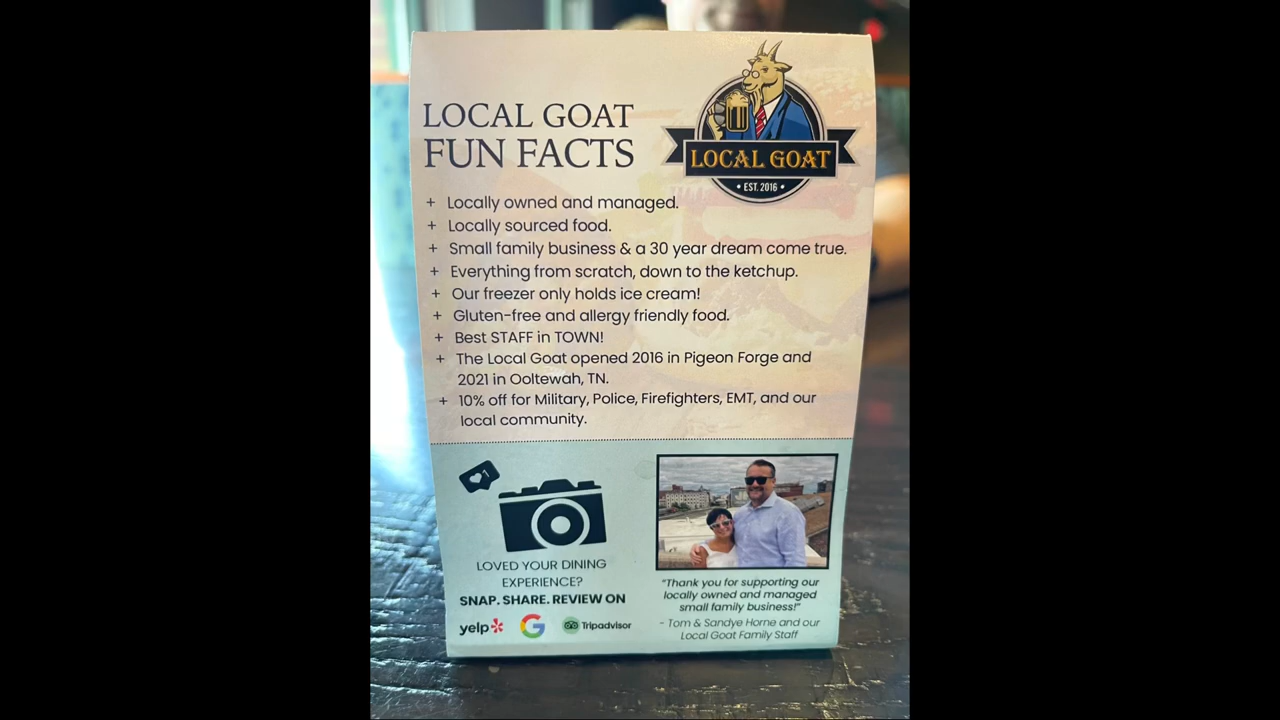 LOCAL GOAT
FUN FACTS
LOCAL GOAT
• EST. 2016 •
+ Locally owned and managed.
+ Locally sourced food.
+ Small family business & a 30 year dream come true.
+ Everything from scratch, down to the ketchup.
+ Our freezer only holds ice cream!
+ Gluten-free and allergy friendly food.
+ Best STAFF in TOWN!
+ The Local Goat opened 2016 in Pigeon Forge and
2021 in Ooltewah, TN.
+ 10% off for Military, Police, Firefighters, EMT, and our
local community.
LOVED YOUR DINING
EXPERIENCE?
SNAP. SHARE. REVIEW ON
yelp
G
Tripadvisor
"Thank you for supporting our
locally owned and managed
small family business!"
- Tom & Sandye Horne and our
Local Goat Family Staff